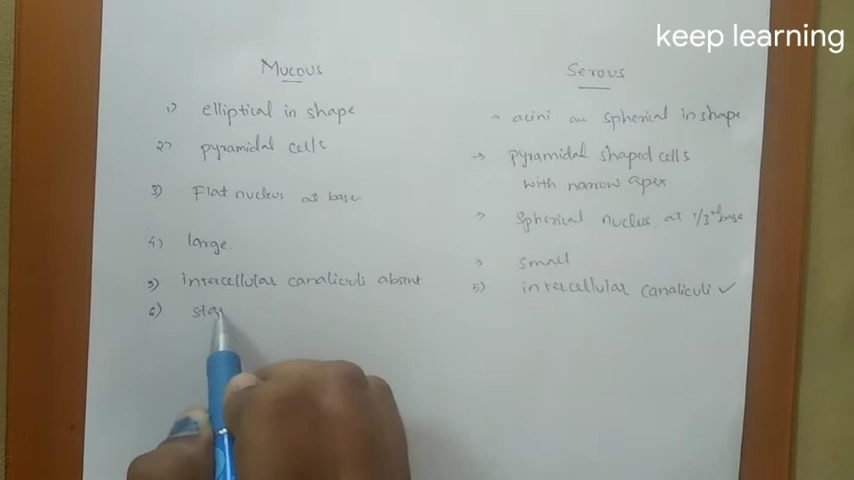 keep learning
Mucous
Serous
1) elliptical in shape
→ acini are spherical in shape
2) pyramidal cells
→ pyramidal shaped cells
with narrow apex
3) Flat nucleus at base
→ Spherical nucleus at 1/3rd base
4) large.
→ small
5) intracellular canaliculi absent
5) intercellular canaliculi ✓
6) sta